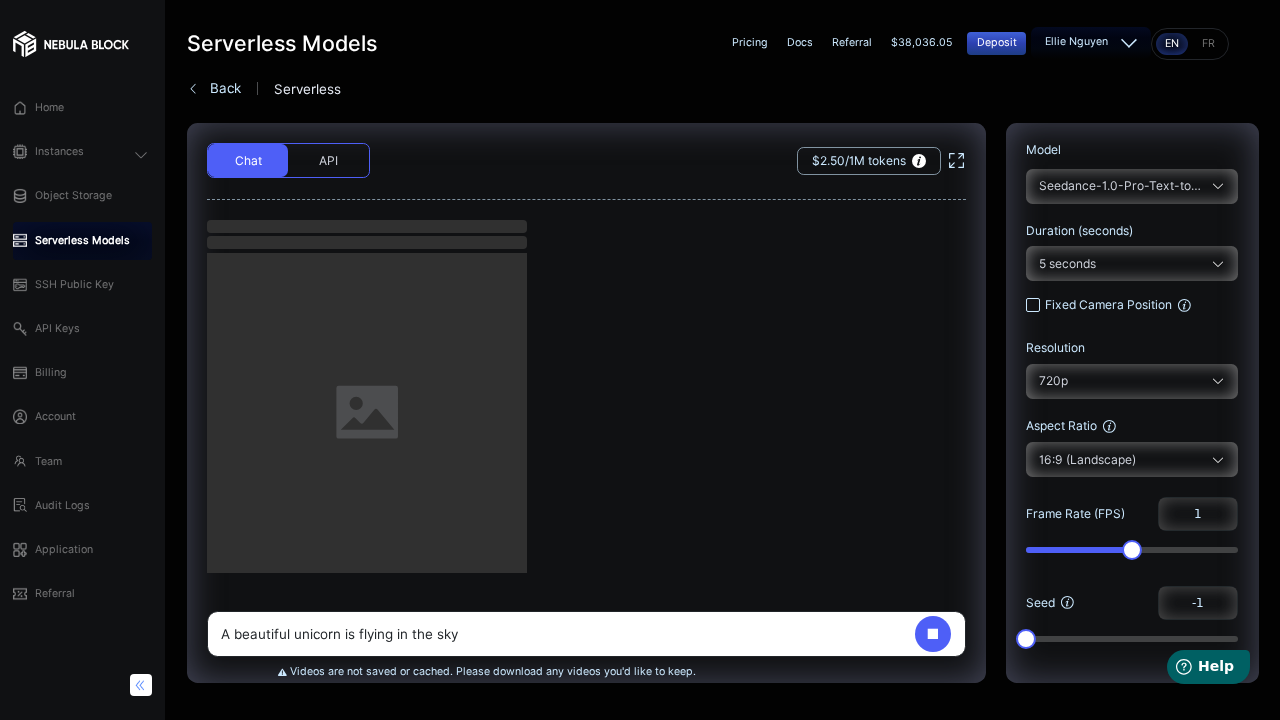 NEBULA BLOCK
Serverless Models
Pricing
Docs
Referral
$38,036.05
Deposit
Ellie Nguyen
EN
FR
Back
Serverless
Home
Instances
Object Storage
Serverless Models
SSH Public Key
API Keys
Billing
Account
Team
Audit Logs
Application
Referral
Chat
API
$2.50/1M tokens
A beautiful unicorn is flying in the sky
Videos are not saved or cached. Please download any videos you'd like to keep.
Model
Seedance-1.0-Pro-Text-to...
Duration (seconds)
5 seconds
Fixed Camera Position
Resolution
720p
Aspect Ratio
16:9 (Landscape)
Frame Rate (FPS)
1
Seed
-1
Help